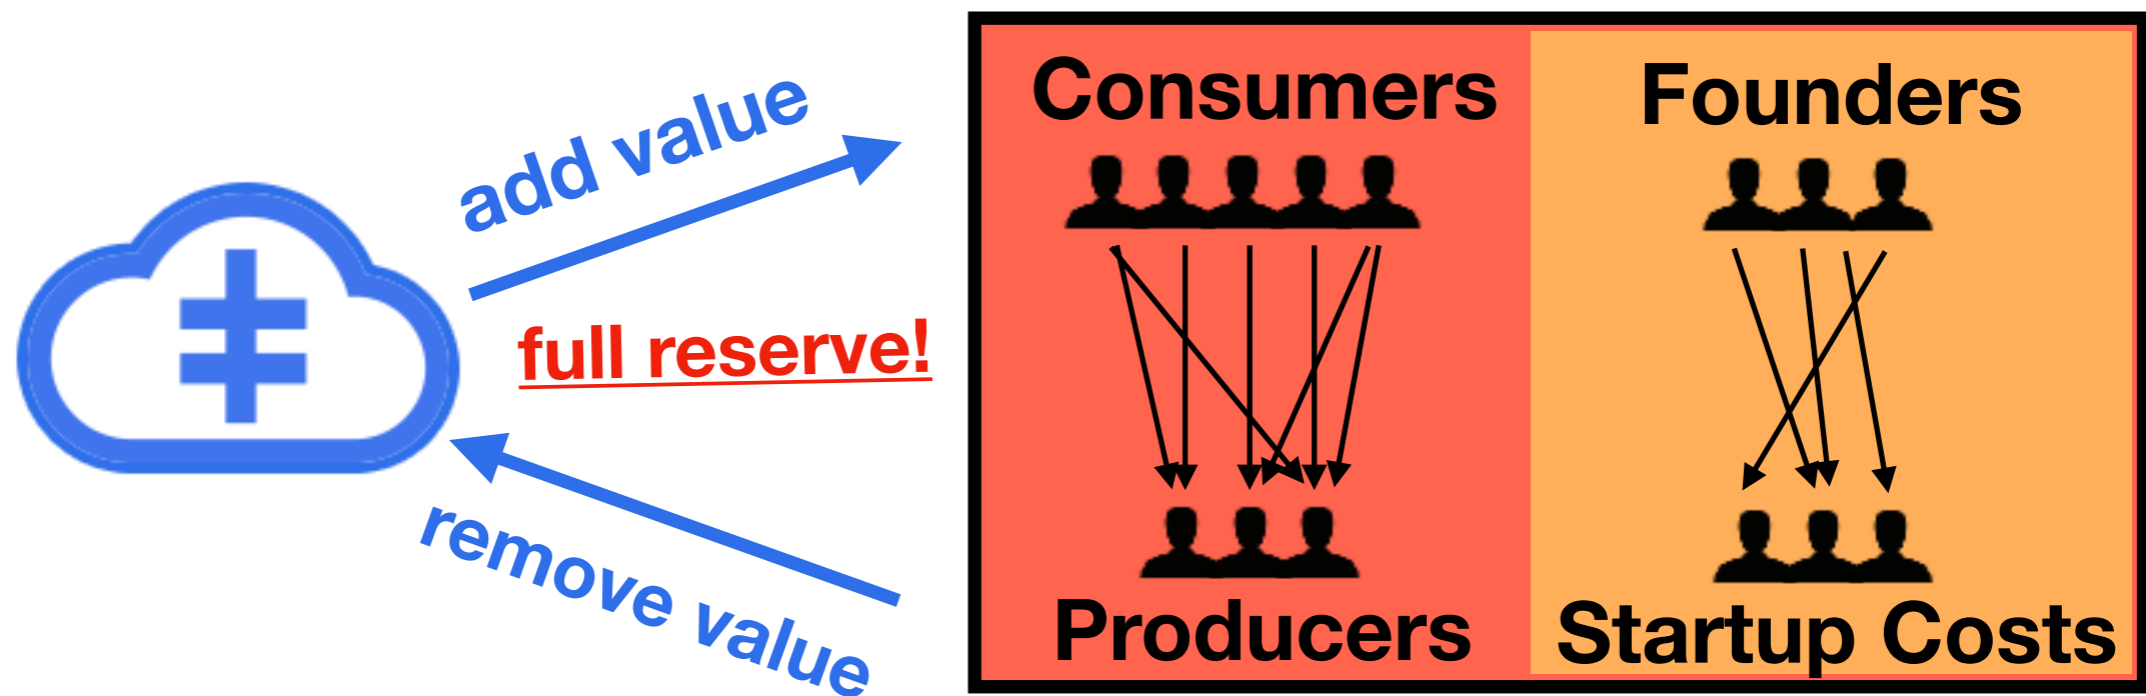 add value
full reserve!
remove value
Consumers
Producers
Founders
Startup Costs